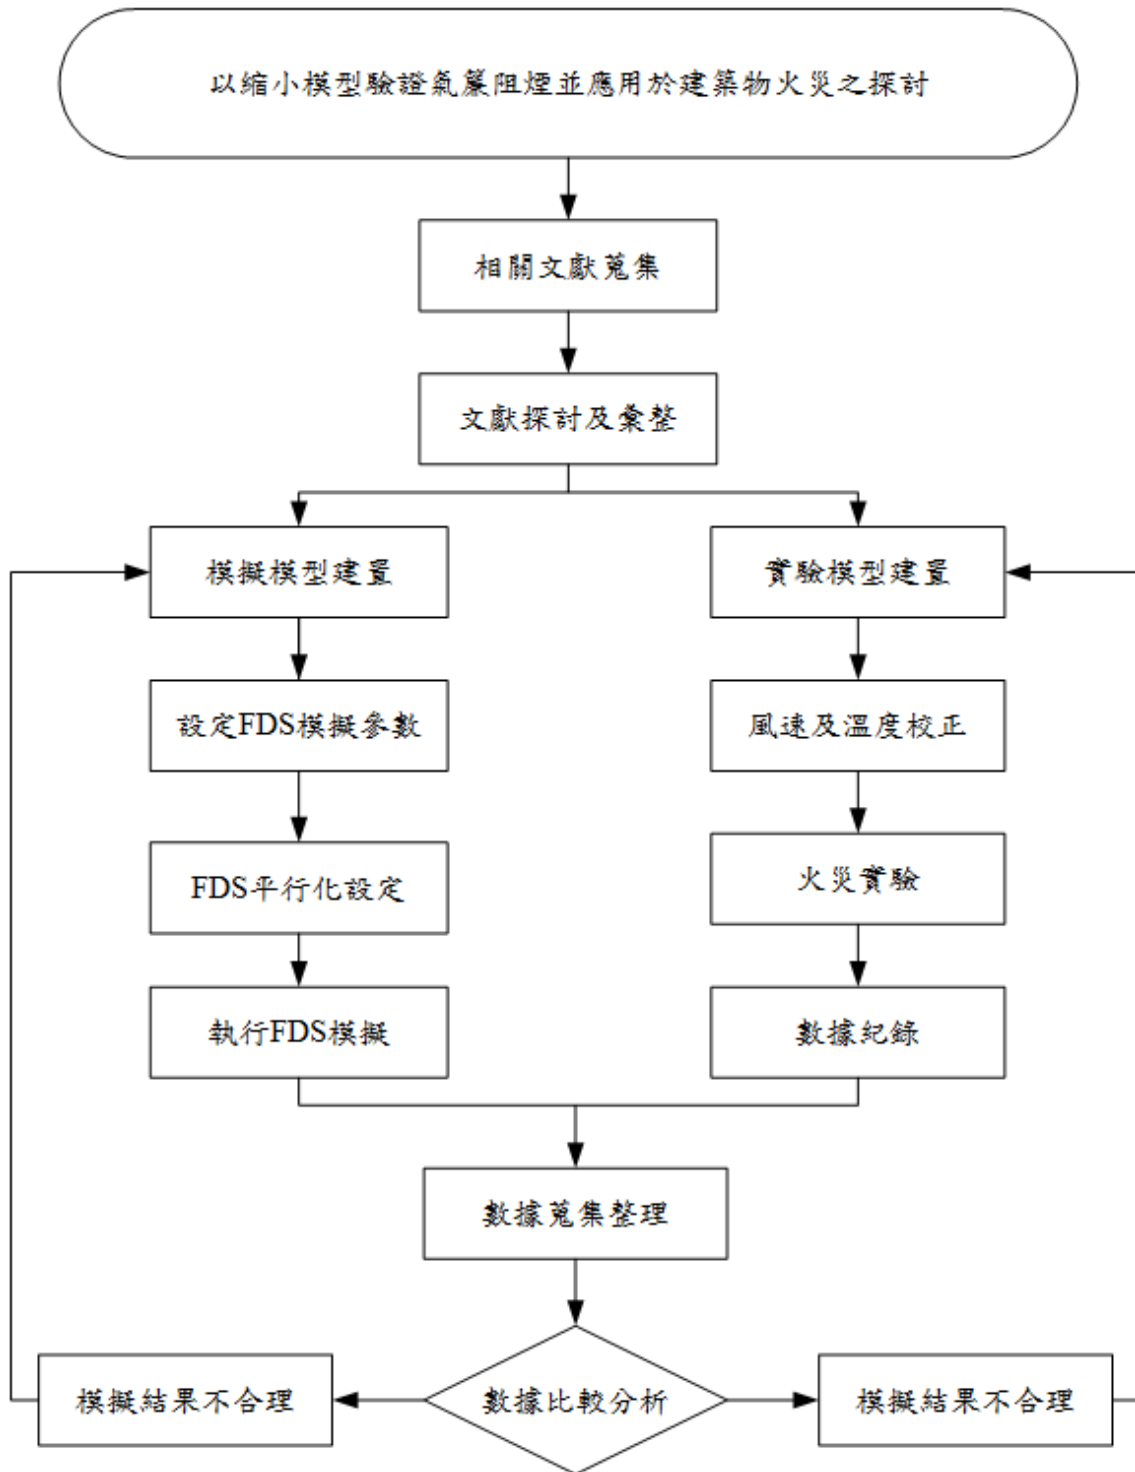 以縮小模型驗證氣簾阻煙並應用於建築物火災之探討
相關文獻蒐集
文獻探討及彙整
模擬模型建置
實驗模型建置
設定FDS模擬參數
風速及溫度校正
FDS平行化設定
火災實驗
執行FDS模擬
數據紀錄
數據蒐集整理
模擬結果不合理
數據比較分析
模擬結果不合理